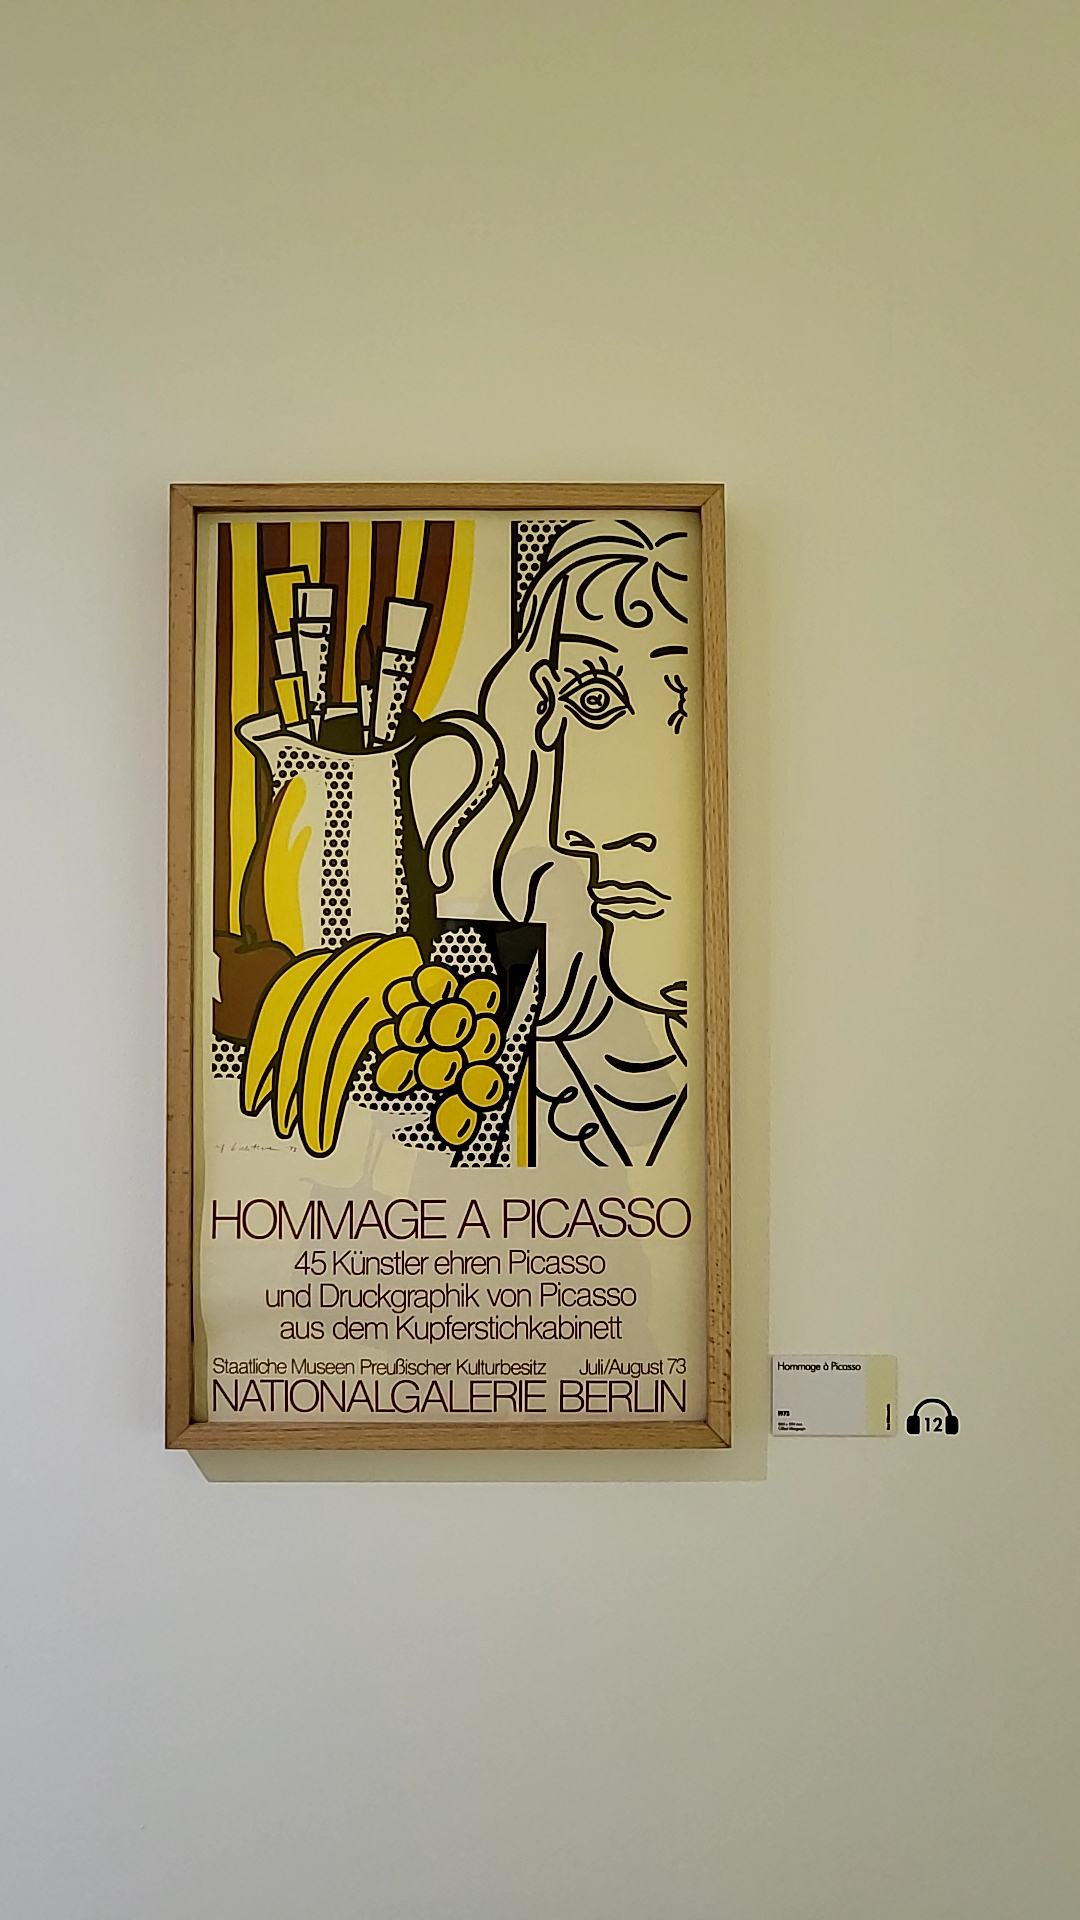 HOMMAGE A PICASSO
45 Künstler ehren Picasso
und Druckgraphik von Picasso
aus dem Kupferstichkabinett
Staatliche Museen Preußischer Kulturbesitz Juli/August 73
NATIONALGALERIE BERLIN
Hommage à Picasso
1973
12